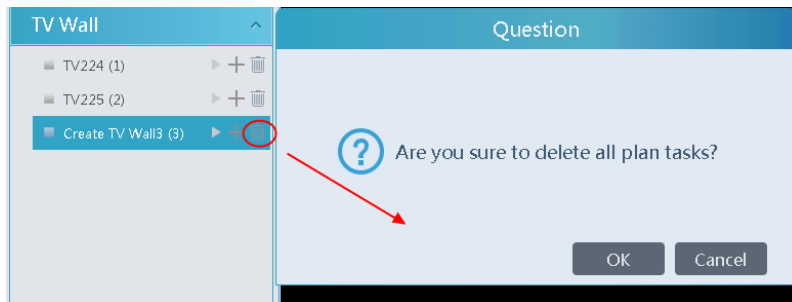 TV Wall
TV224 (1)
TV225 (2)
Create TV Wall3 (3)
Question
Are you sure to delete all plan tasks?
OK
Cancel